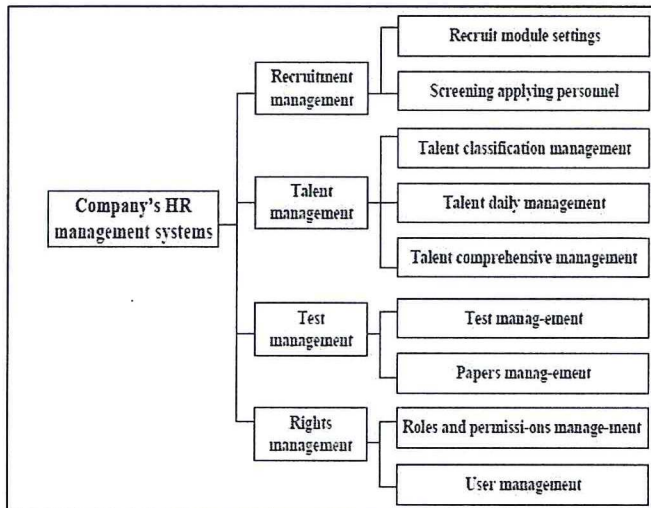 Company's HR
management systems
Recruitment
management
Recruit module settings
Screening applying personnel
Talent
management
Talent classification management
Talent daily management
Talent comprehensive management
Test
management
Test manag-ement
Papers manag-ement
Rights
management
Roles and permissi-ons manage-ment
User management